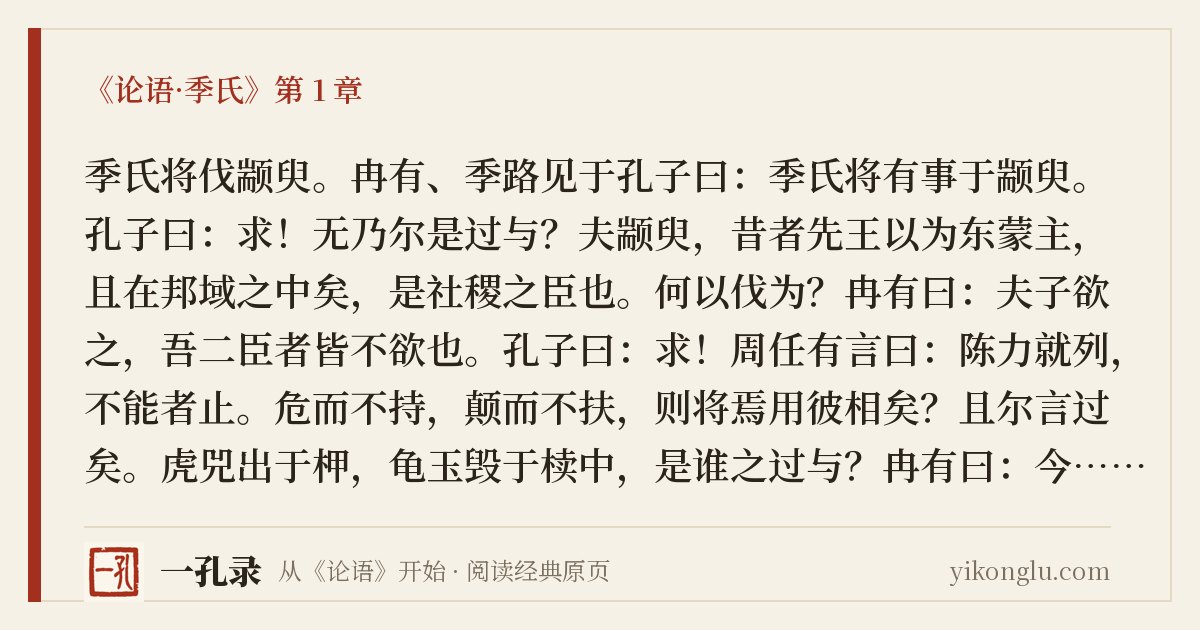 《论语·季氏》第 1 章
季氏将伐颛臾。冉有、季路见于孔子曰：季氏将有事于颛臾。
孔子曰：求！无乃尔是过与？夫颛臾，昔者先王以为东蒙主，
且在邦域之中矣，是社稷之臣也。何以伐为？冉有曰：夫子欲
之，吾二臣者皆不欲也。孔子曰：求！周任有言曰：陈力就列，
不能者止。危而不持，颠而不扶，则将焉用彼相矣？且尔言过
矣。虎兕出于柙，龟玉毁于椟中，是谁之过与？冉有曰：今……
一孔
一孔录 从《论语》开始 · 阅读经典原页 yikonglu.com